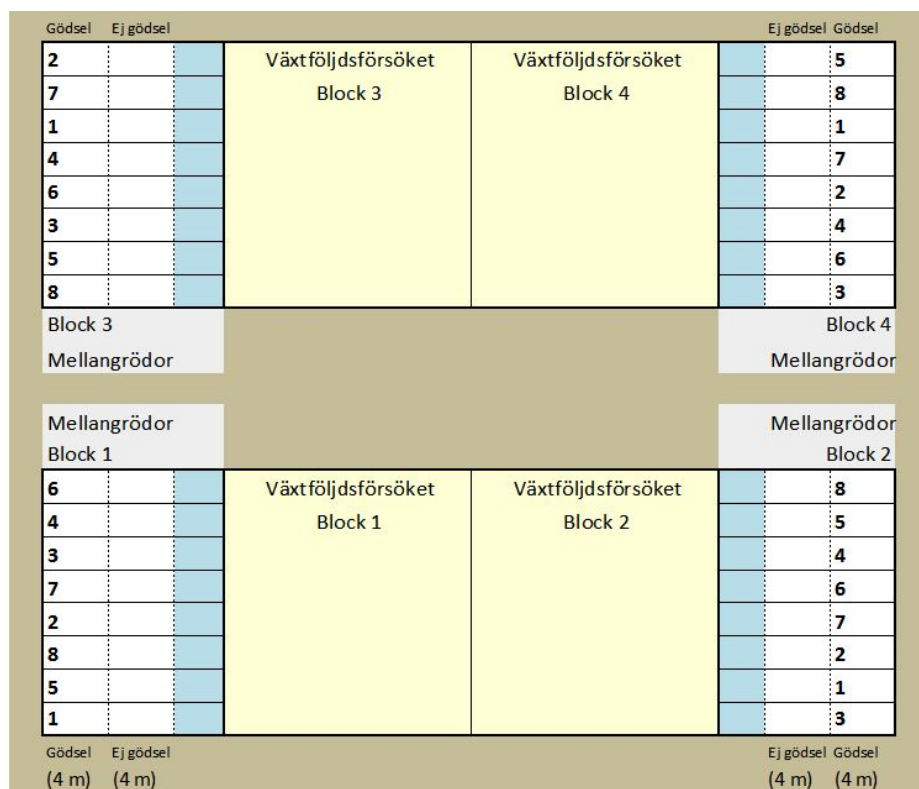 Gödsel Ej gödsel Ej gödsel Gödsel
2 Växtföljdsförsöket Växtföljdsförsöket 5
7 Block 3 Block 4 8
1 1
4 7
6 2
3 4
5 6
8 3
Block 3 Block 4
Mellangrödor Mellangrödor
Mellangrödor Mellangrödor
Block 1 Block 2
6 Växtföljdsförsöket Växtföljdsförsöket 8
4 Block 1 Block 2 5
3 4
7 6
2 7
8 2
5 1
1 3
Gödsel Ej gödsel Ej gödsel Gödsel
(4 m) (4 m) (4 m) (4 m)